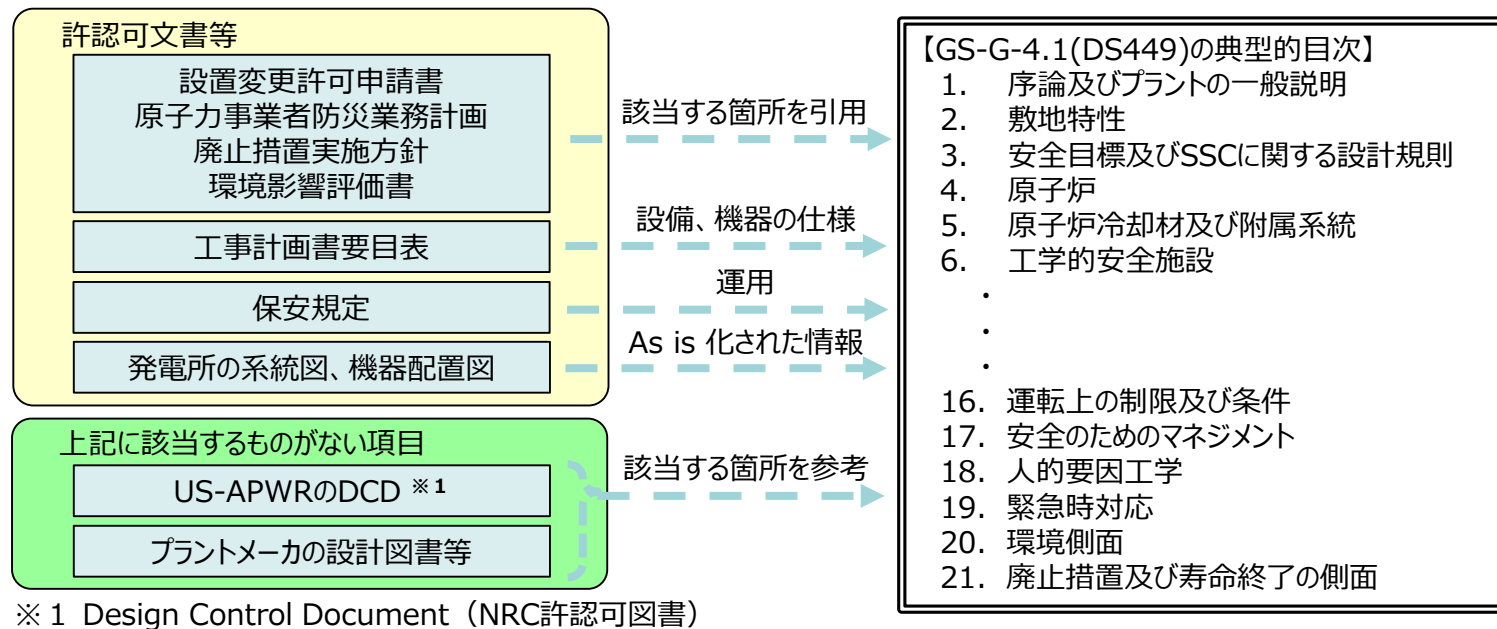 許認可文書等
設置変更許可申請書
原子力事業者防災業務計画
廃止措置実施方針
環境影響評価書
工事計画書要目表
保安規定
発電所の系統図、機器配置図
上記に該当するものがない項目
US-APWRのDCD ※1
プラントメーカの設計図書等
※1 Design Control Document（NRC許認可図書）
該当する箇所を引用
設備、機器の仕様
運用
As is 化された情報
該当する箇所を参考
【GS-G-4.1(DS449)の典型的目次】
1. 序論及びプラントの一般説明
2. 敷地特性
3. 安全目標及びSSCに関する設計規則
4. 原子炉
5. 原子炉冷却材及び附属系統
6. 工学的安全施設
・
・
・
16. 運転上の制限及び条件
17. 安全のためのマネジメント
18. 人的要因工学
19. 緊急時対応
20. 環境側面
21. 廃止措置及び寿命終了の側面